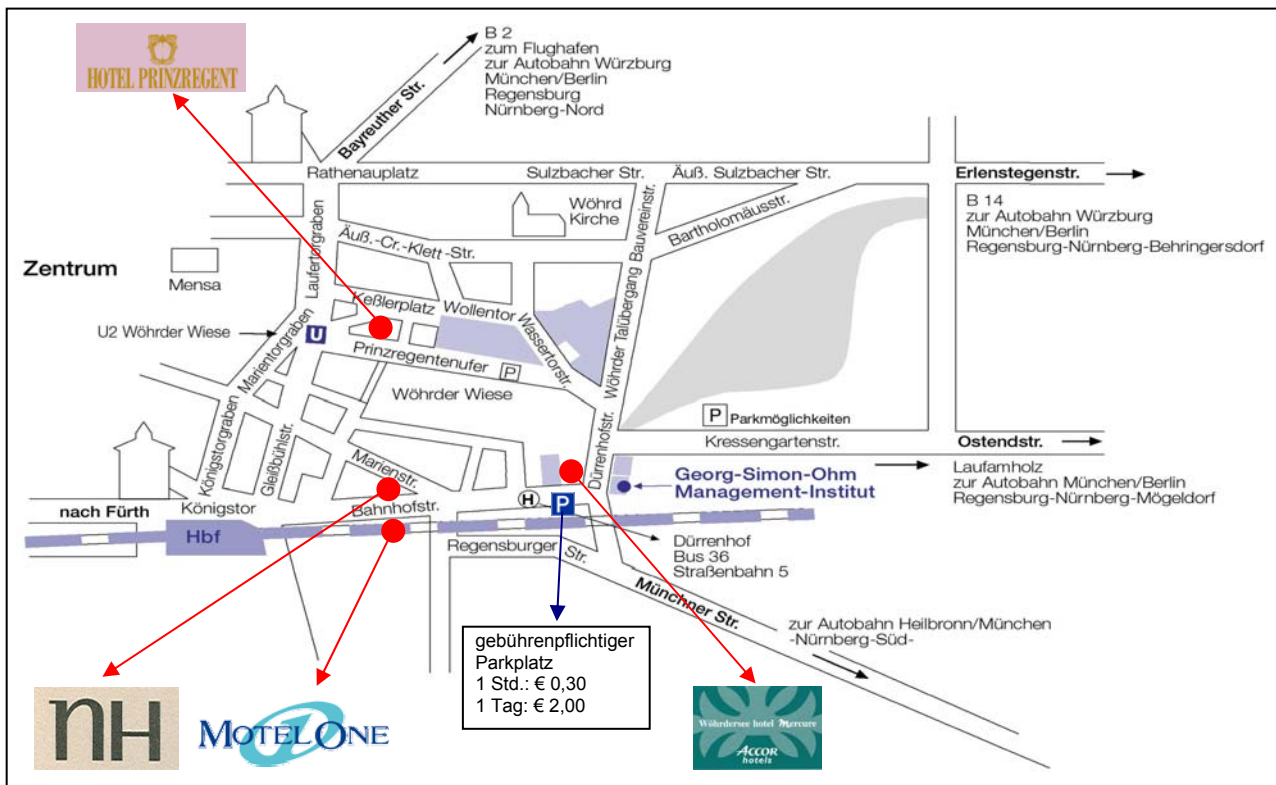 HOTEL PRINZREGENT
B 2
zum Flughafen
zur Autobahn Würzburg
München/Berlin
Regensburg
Nürnberg-Nord
Bayreuther Str.
Rathenauplatz
Sulzbacher Str.
Äuß. Sulzbacher Str.
Erlenstegenstr.
B 14
zur Autobahn Würzburg
München/Berlin
Regensburg-Nürnberg-Behringersdorf
Wöhrd
Kirche
Bauvereinstr.
Bartholomäusstr.
Laufertorgraben
Äuß.-Cr.-Klett-Str.
Zentrum
Mensa
Keßlerplatz
Wollentor
Wassertorstr.
Wöhrder Talübergang
U2 Wöhrder Wiese
U
Marientorgraben
Prinzregentenufer
P
Wöhrder Wiese
P Parkmöglichkeiten
Kressengartenstr.
Ostendstr.
Laufamholz
zur Autobahn München/Berlin
Regensburg-Nürnberg-Mögeldorf
Königstorgraben
Gleißbühlstr.
Marienstr.
Dürrenhofstr.
Georg-Simon-Ohm
Management-Institut
nach Fürth
Königstor
Bahnhofstr.
H
P
Hbf
Regensburger Str.
Dürrenhof
Bus 36
Straßenbahn 5
Münchner Str.
zur Autobahn Heilbronn/München
-Nürnberg-Süd-
gebührenpflichtiger
Parkplatz
1 Std.: € 0,30
1 Tag: € 2,00
nH
MOTEL ONE
Wöhrdersee hotel Mercure
ACCOR
hotels